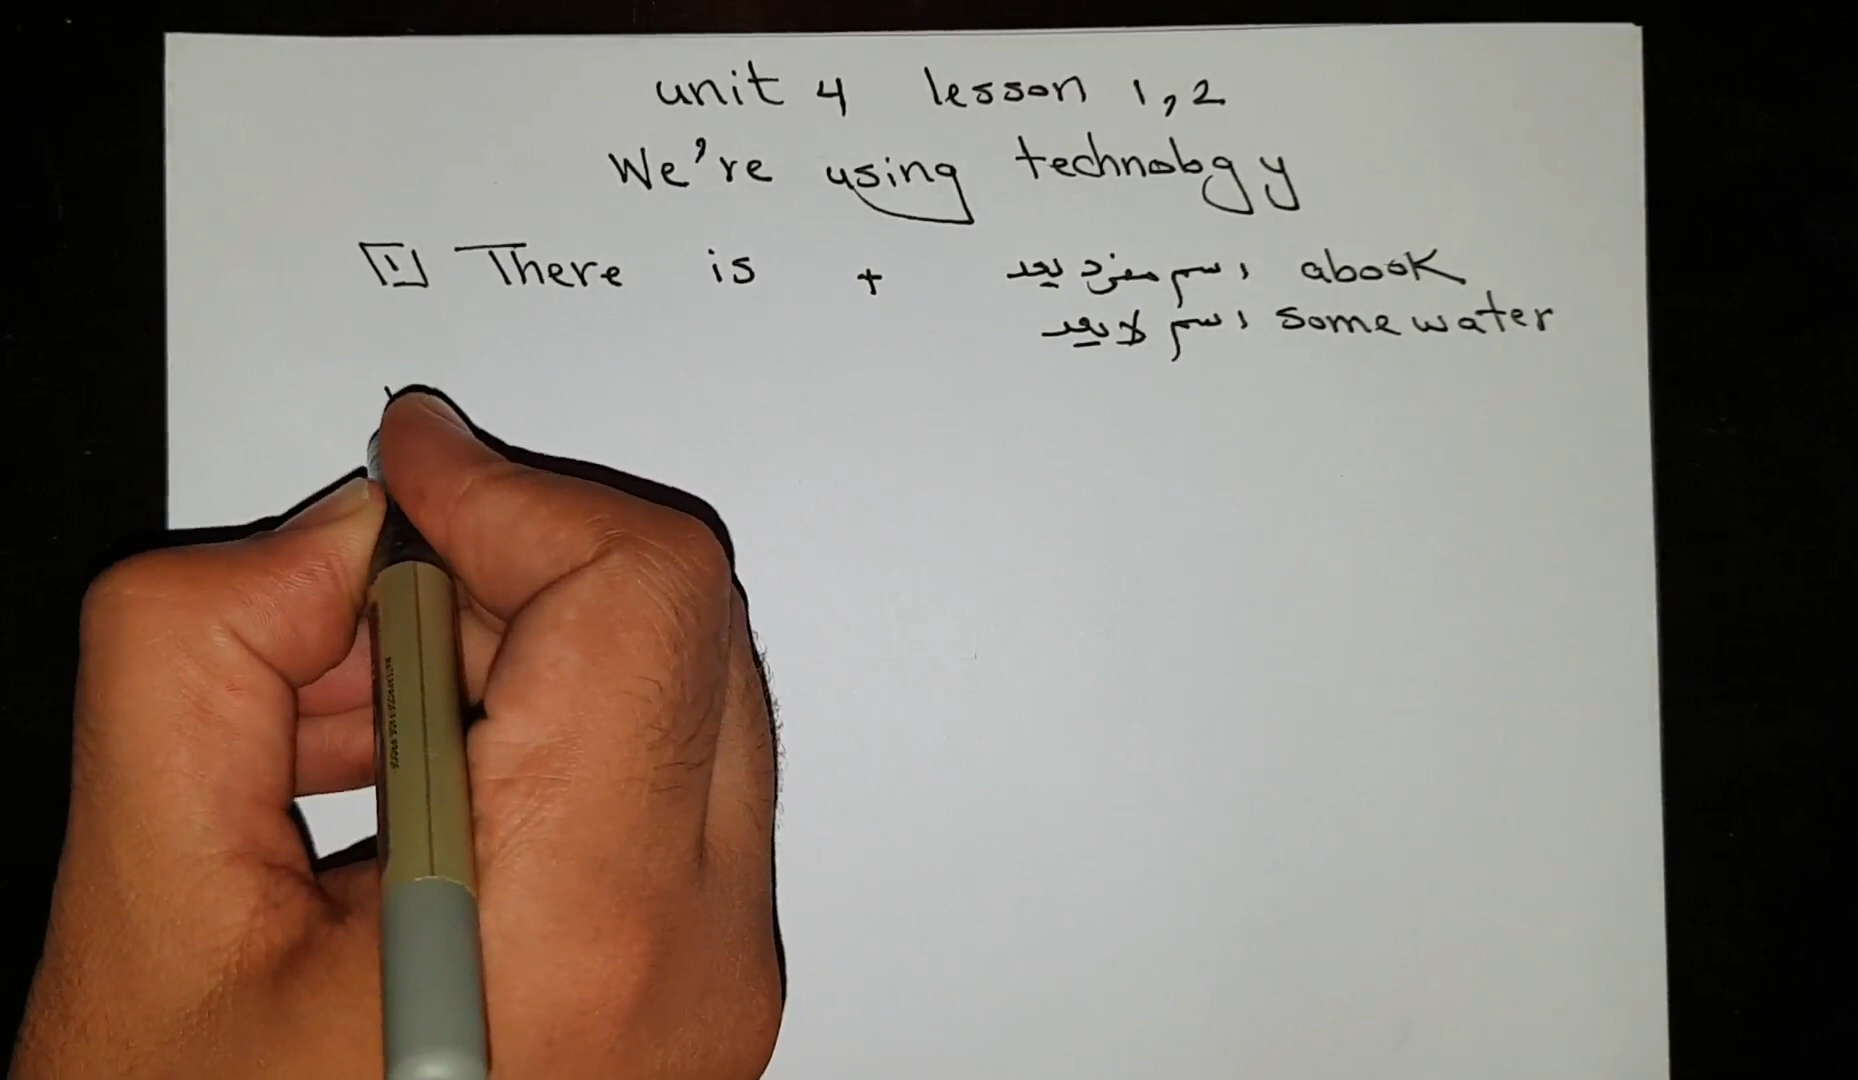 unit 4 lesson 1,2
We're using technology
1 There is + اسم مفرد يعد a book
اسم لا يعد some water